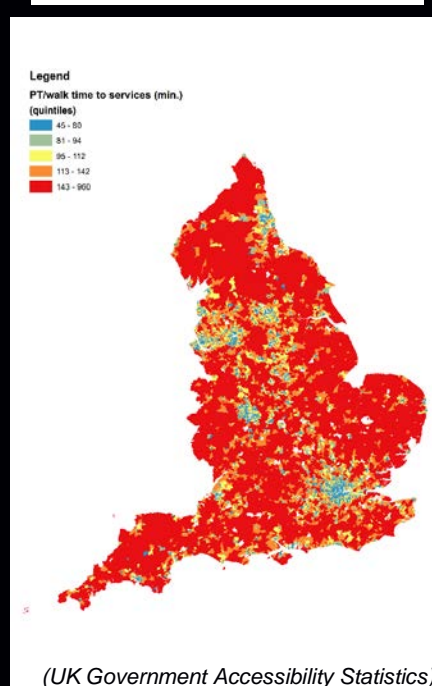 Legend
PT/walk time to services (min.)
(quintiles)
45 - 80
81 - 94
95 - 112
113 - 142
143 - 960
(UK Government Accessibility Statistics)